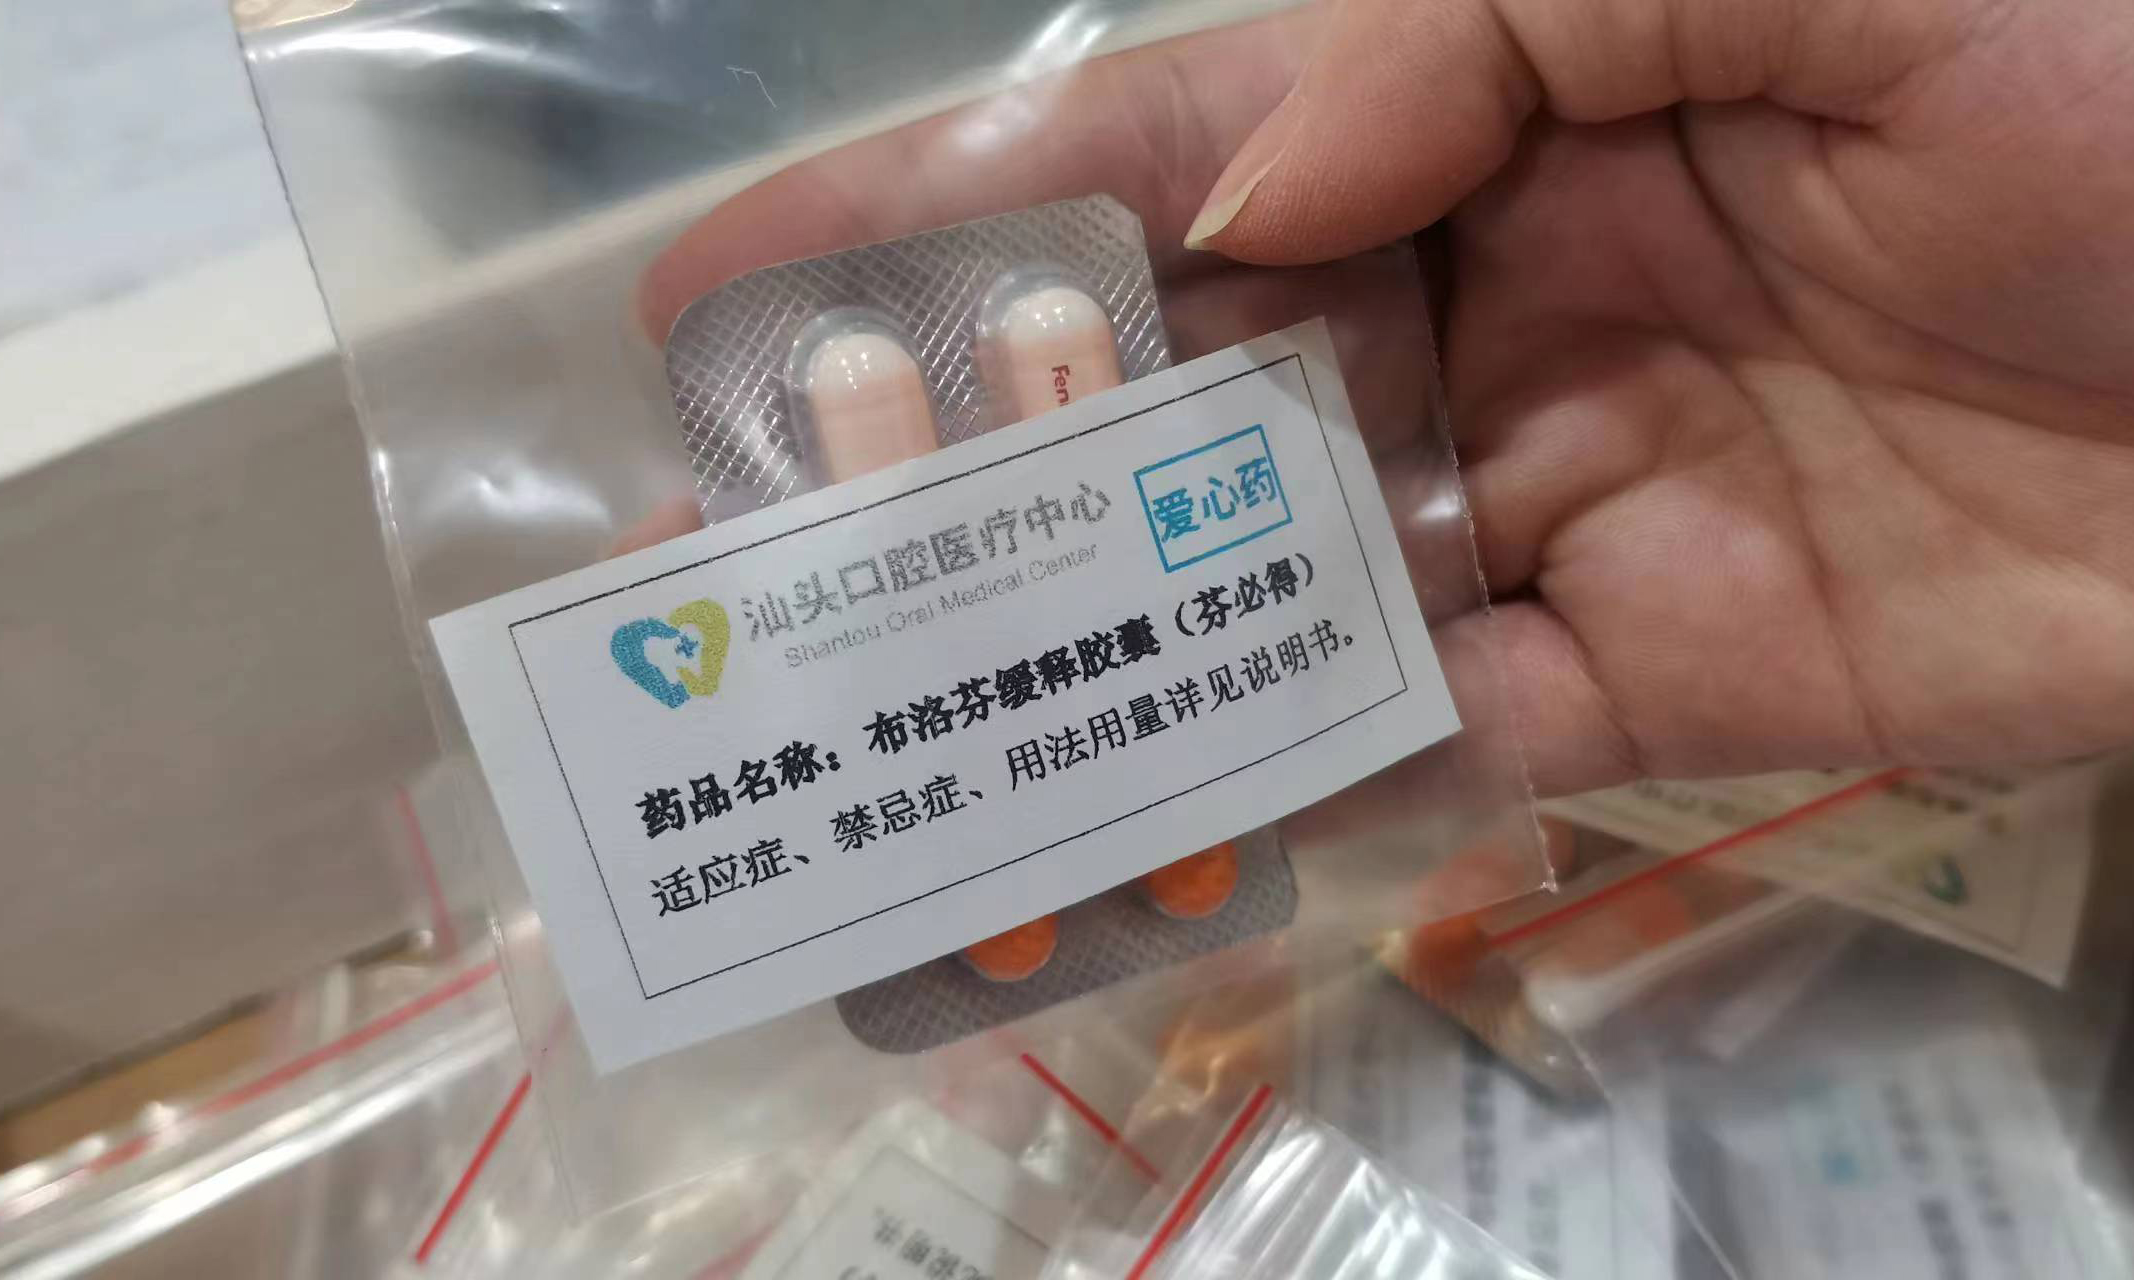 Fen
汕头口腔医疗中心
Shantou Oral Medical Center
爱心药
药品名称：布洛芬缓释胶囊（芬必得）
适应症、禁忌症、用法用量详见说明书。